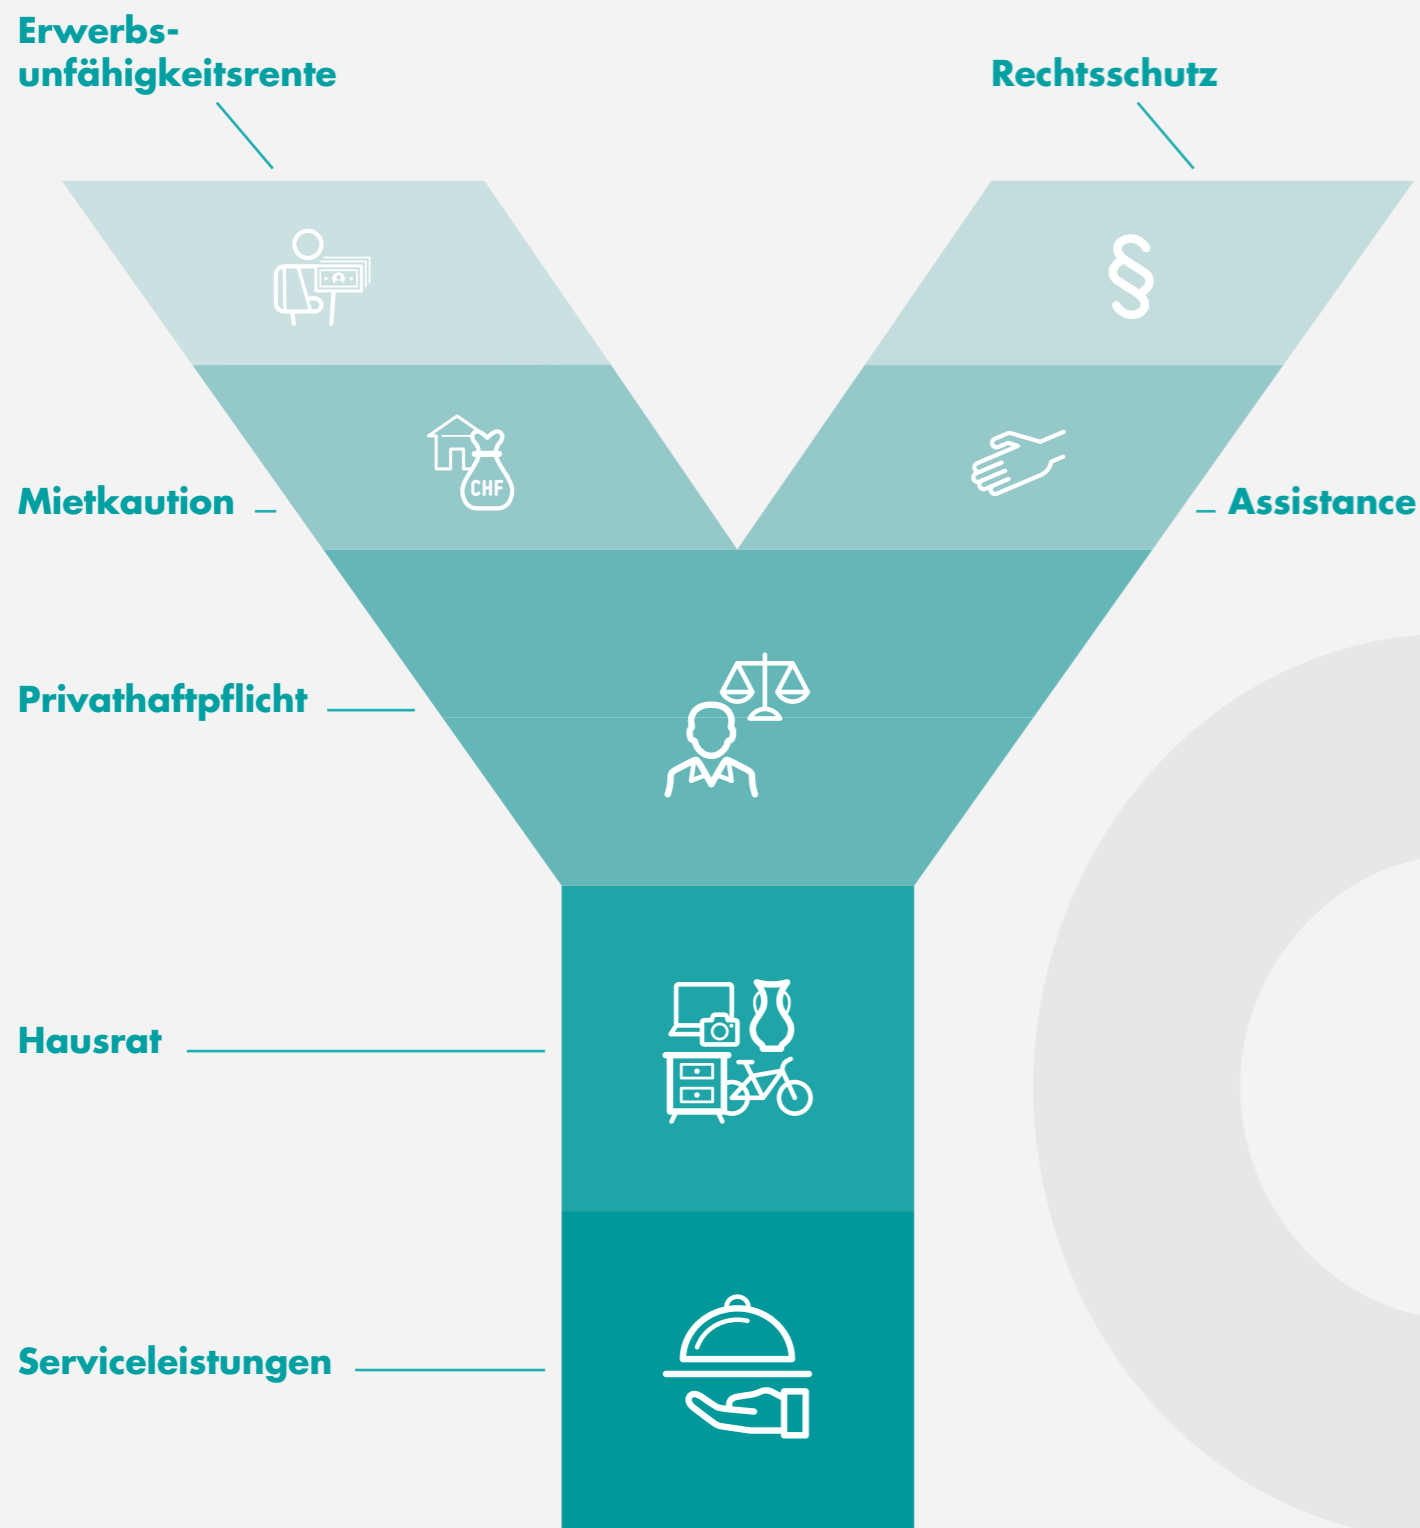 Erwerbs-
unfähigkeitsrente
Rechtsschutz
§
CHF
Mietkaution
Assistance
Privathaftpflicht
Hausrat
Serviceleistungen